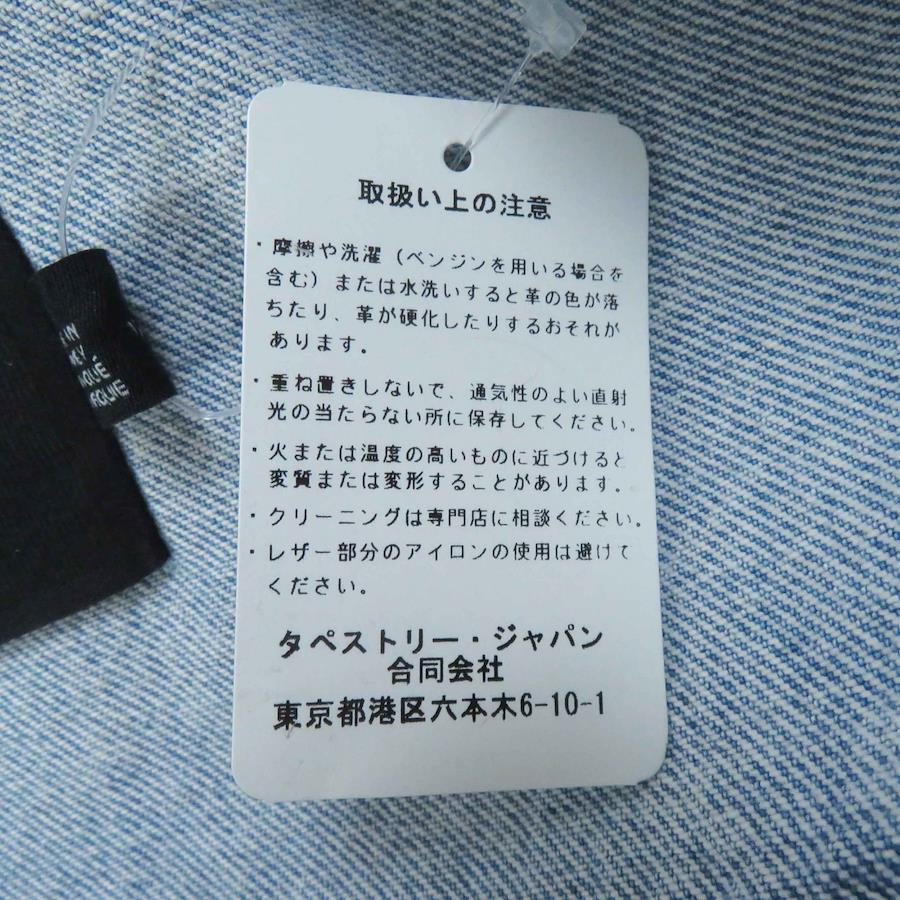 取扱い上の注意
・摩擦や洗濯（ベンジンを用いる場合を
含む）または水洗いすると革の色が落
ちたり、革が硬化したりするおそれが
あります。
・重ね置きしないで、通気性のよい直射
光の当たらない所に保存してください。
・火または温度の高いものに近づけると
変質または変形することがあります。
・クリーニングは専門店に相談ください。
・レザー部分のアイロンの使用は避けて
ください。
タペストリー・ジャパン
合同会社
東京都港区六本木6-10-1
IN